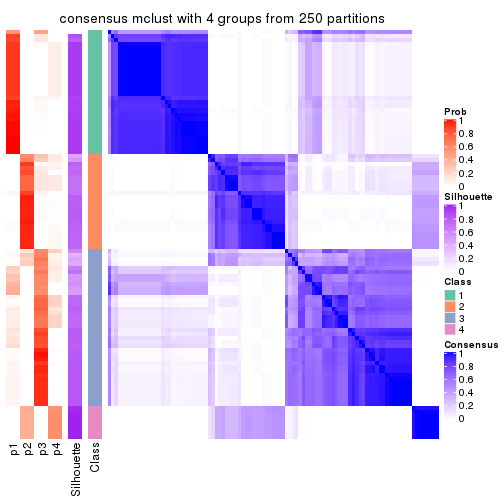 consensus mclust with 4 groups from 250 partitions
Prob
1
0.8
0.6
0.4
0.2
0
Silhouette
1
0.8
0.6
0.4
0.2
0
Class
1
2
3
4
Consensus
1
0.8
0.6
0.4
0.2
0
p1
p2
p3
p4
Silhouette
Class